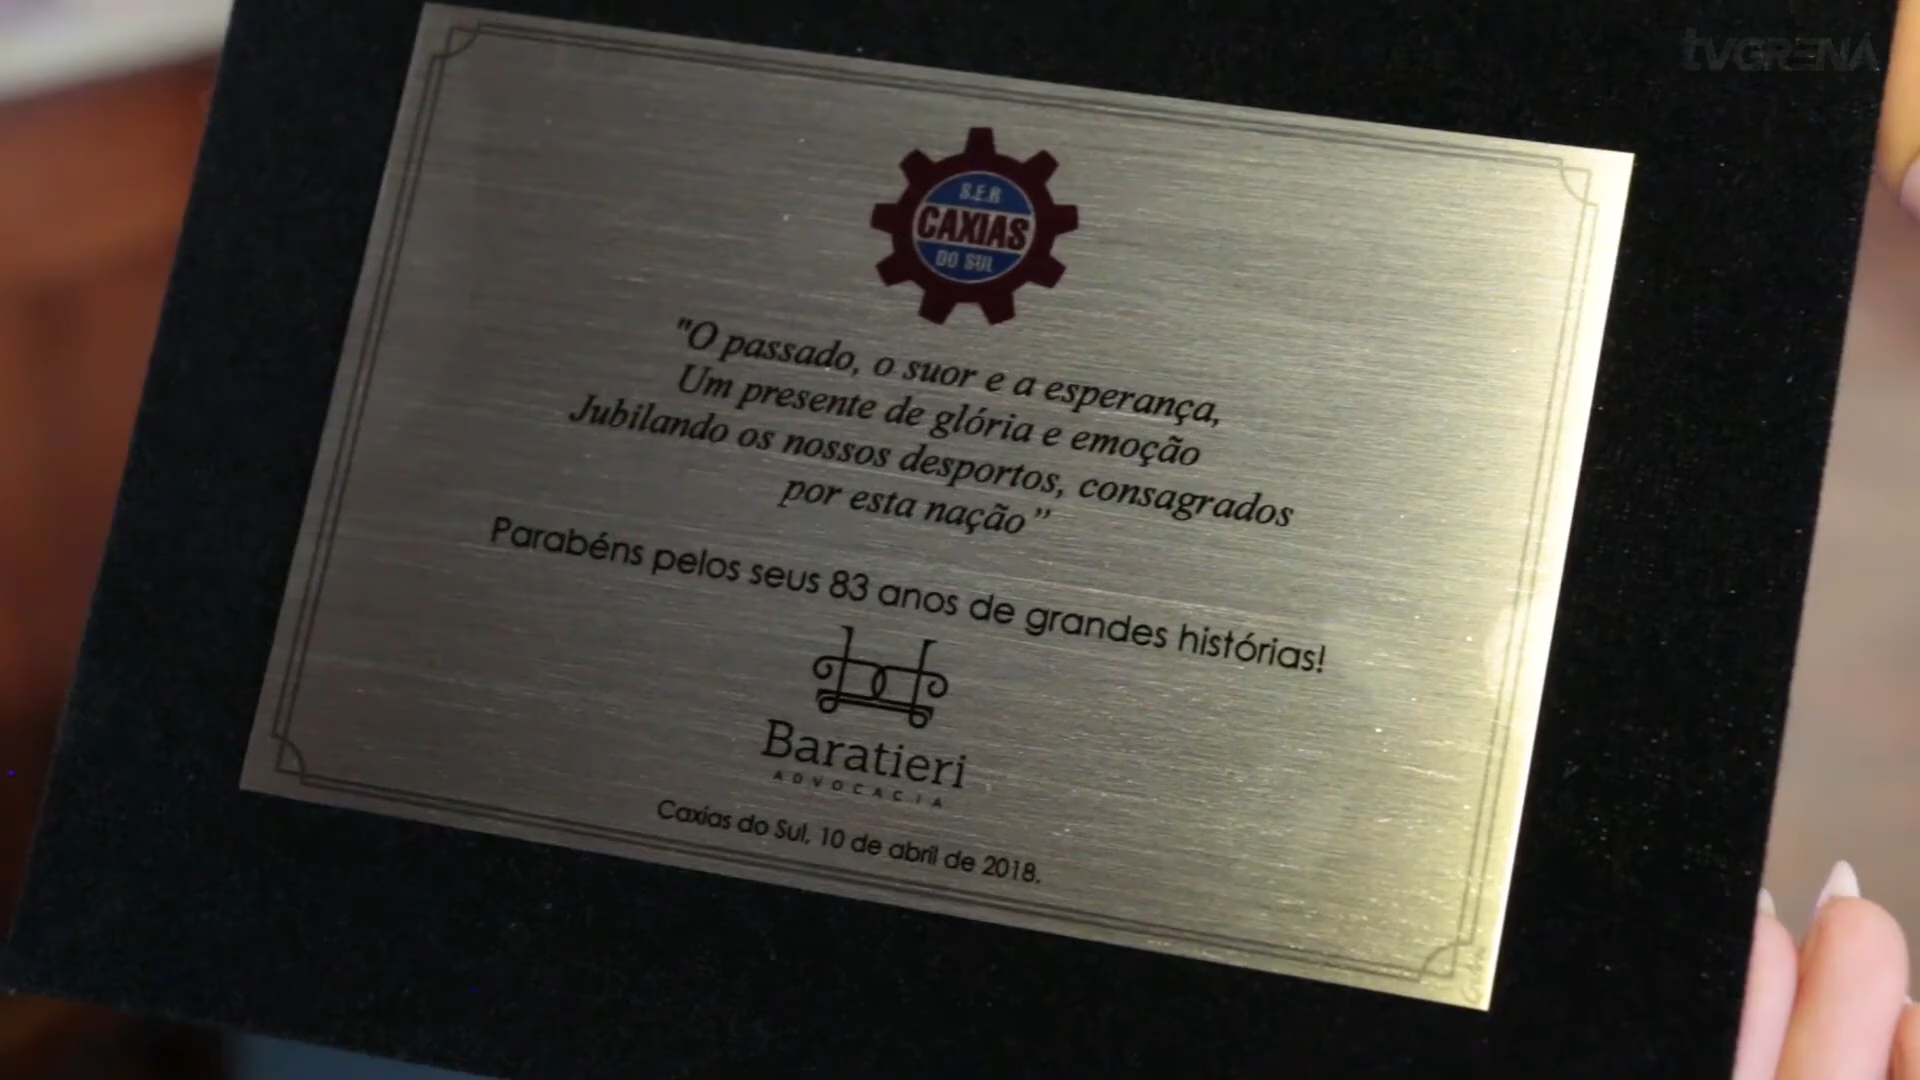 tvGRENÁ
S.E.R
CAXIAS
DO SUL
"O passado, o suor e a esperança,
Um presente de glória e emoção
Jubilando os nossos desportos, consagrados
por esta nação”
Parabéns pelos seus 83 anos de grandes histórias!
Baratieri
ADVOCACIA
Caxias do Sul, 10 de abril de 2018.